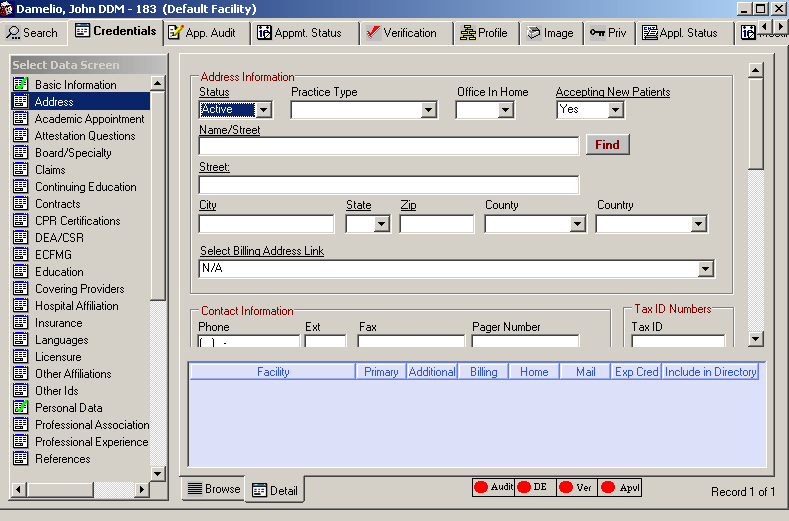 Damelio, John DDM - 183 (Default Facility)
Search Credentials App. Audit Appmt. Status Verification Profile Image Priv Appl. Status
Select Data Screen
Basic Information
Address
Academic Appointment
Attestation Questions
Board/Specialty
Claims
Continuing Education
Contracts
CPR Certifications
DEA/CSR
ECFMG
Education
Covering Providers
Hospital Affiliation
Insurance
Languages
Licensure
Other Affiliations
Other Ids
Personal Data
Professional Association
Professional Experience
References
Address Information
Status Practice Type Office In Home Accepting New Patients
Active Yes
Name/Street
Find
Street:
City State Zip County Country
Select Billing Address Link
N/A
Contact Information Tax ID Numbers
Phone Ext Fax Pager Number Tax ID
( ) -
Facility Primary Additional Billing Home Mail Exp Cred Include in Directory
Browse Detail Audit DE Ver Apvl Record 1 of 1